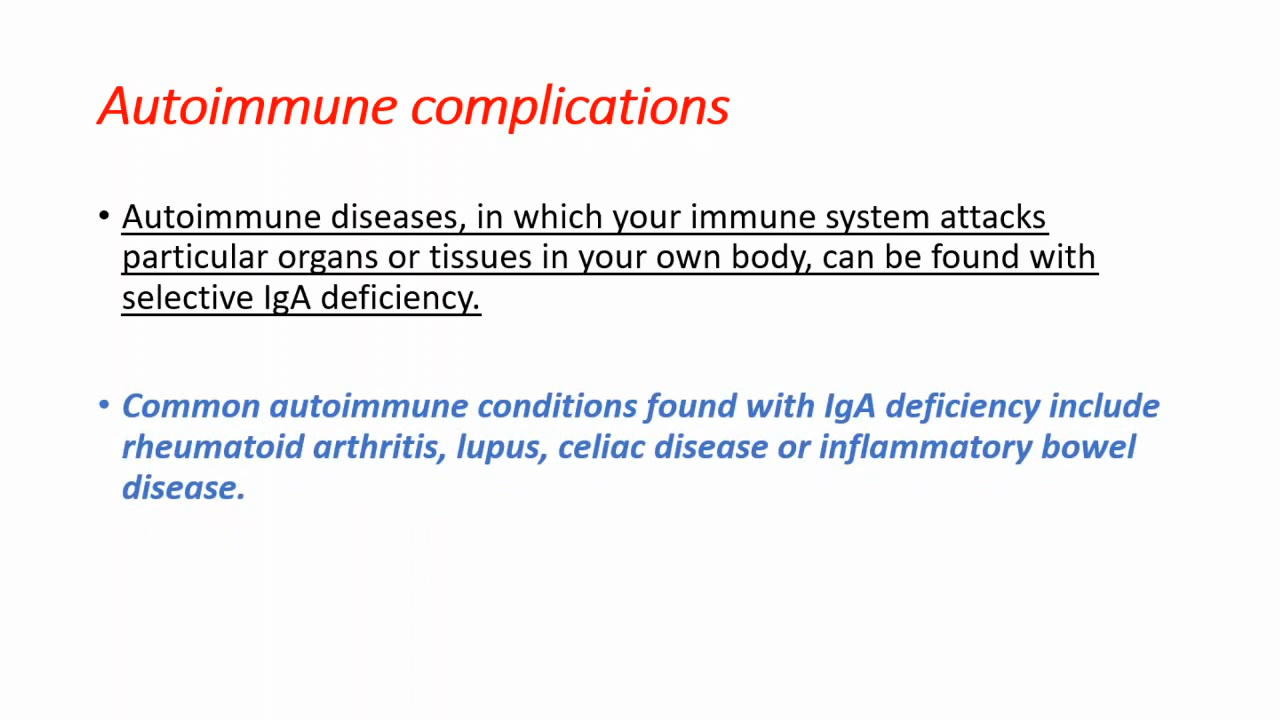 Autoimmune complications
• Autoimmune diseases, in which your immune system attacks
particular organs or tissues in your own body, can be found with
selective IgA deficiency.
• Common autoimmune conditions found with IgA deficiency include
rheumatoid arthritis, lupus, celiac disease or inflammatory bowel
disease.